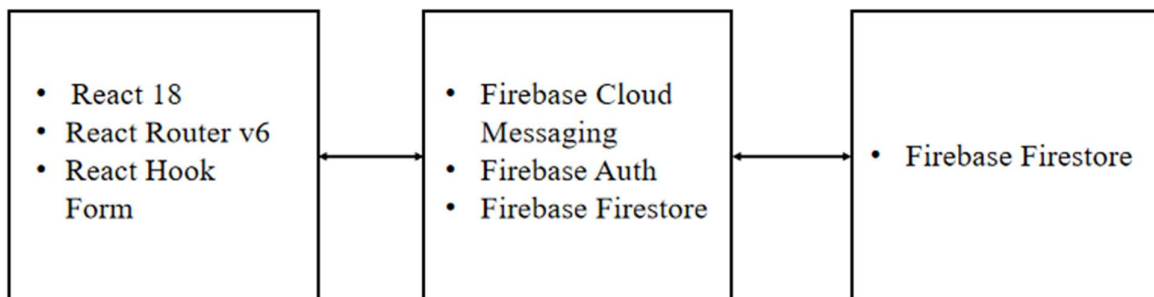 • React 18
• React Router v6
• React Hook
Form
• Firebase Cloud
Messaging
• Firebase Auth
• Firebase Firestore
• Firebase Firestore